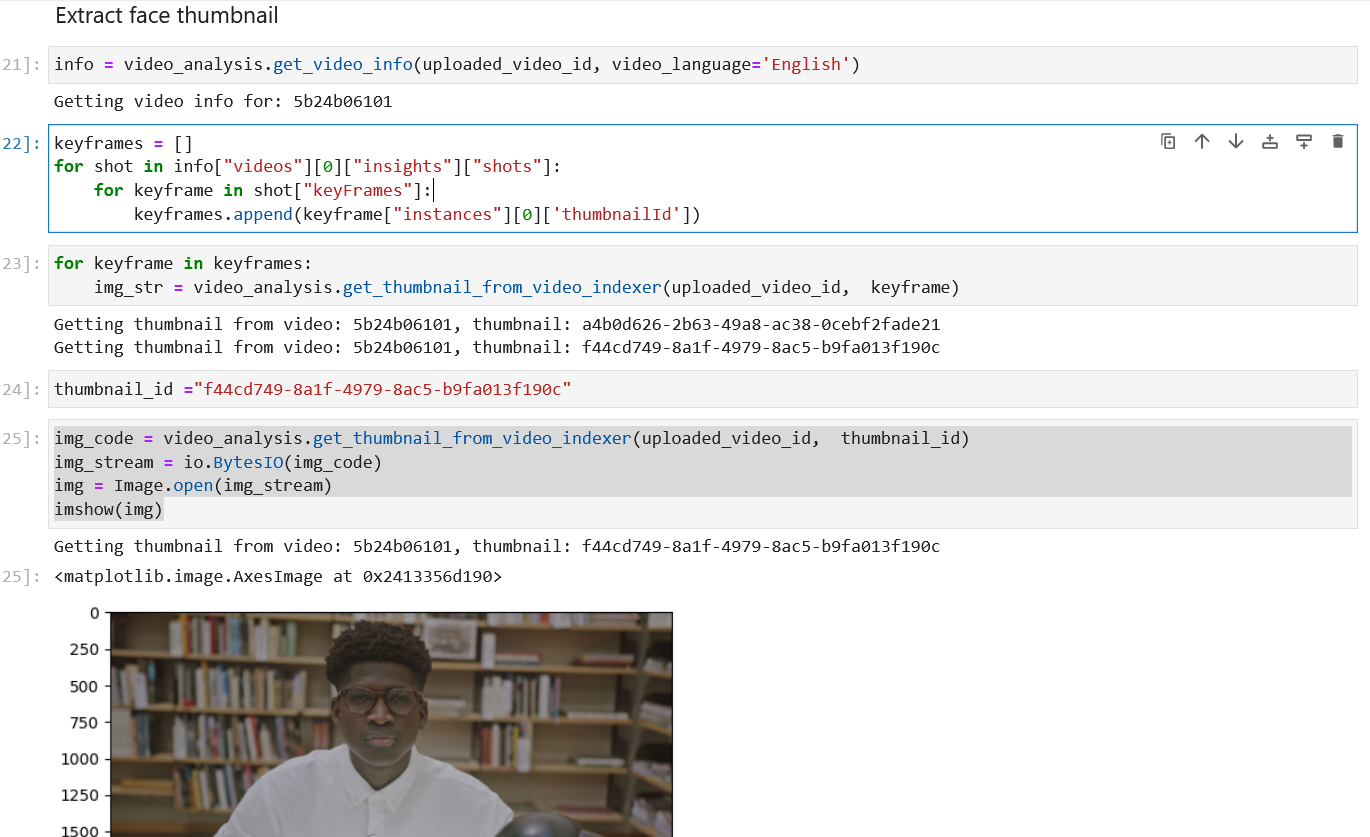 Extract face thumbnail
21]:
info = video_analysis.get_video_info(uploaded_video_id, video_language='English')
Getting video info for: 5b24b06101
22]:
keyframes = []
for shot in info["videos"][0]["insights"]["shots"]:
    for keyframe in shot["keyFrames"]:
        keyframes.append(keyframe["instances"][0]['thumbnailId'])
23]:
for keyframe in keyframes:
    img_str = video_analysis.get_thumbnail_from_video_indexer(uploaded_video_id,  keyframe)
Getting thumbnail from video: 5b24b06101, thumbnail: a4b0d626-2b63-49a8-ac38-0cebf2fade21
Getting thumbnail from video: 5b24b06101, thumbnail: f44cd749-8a1f-4979-8ac5-b9fa013f190c
24]:
thumbnail_id ="f44cd749-8a1f-4979-8ac5-b9fa013f190c"
25]:
img_code = video_analysis.get_thumbnail_from_video_indexer(uploaded_video_id,  thumbnail_id)
img_stream = io.BytesIO(img_code)
img = Image.open(img_stream)
imshow(img)
Getting thumbnail from video: 5b24b06101, thumbnail: f44cd749-8a1f-4979-8ac5-b9fa013f190c
25]:
<matplotlib.image.AxesImage at 0x2413356d190>
0
250
500
750
1000
1250
1500